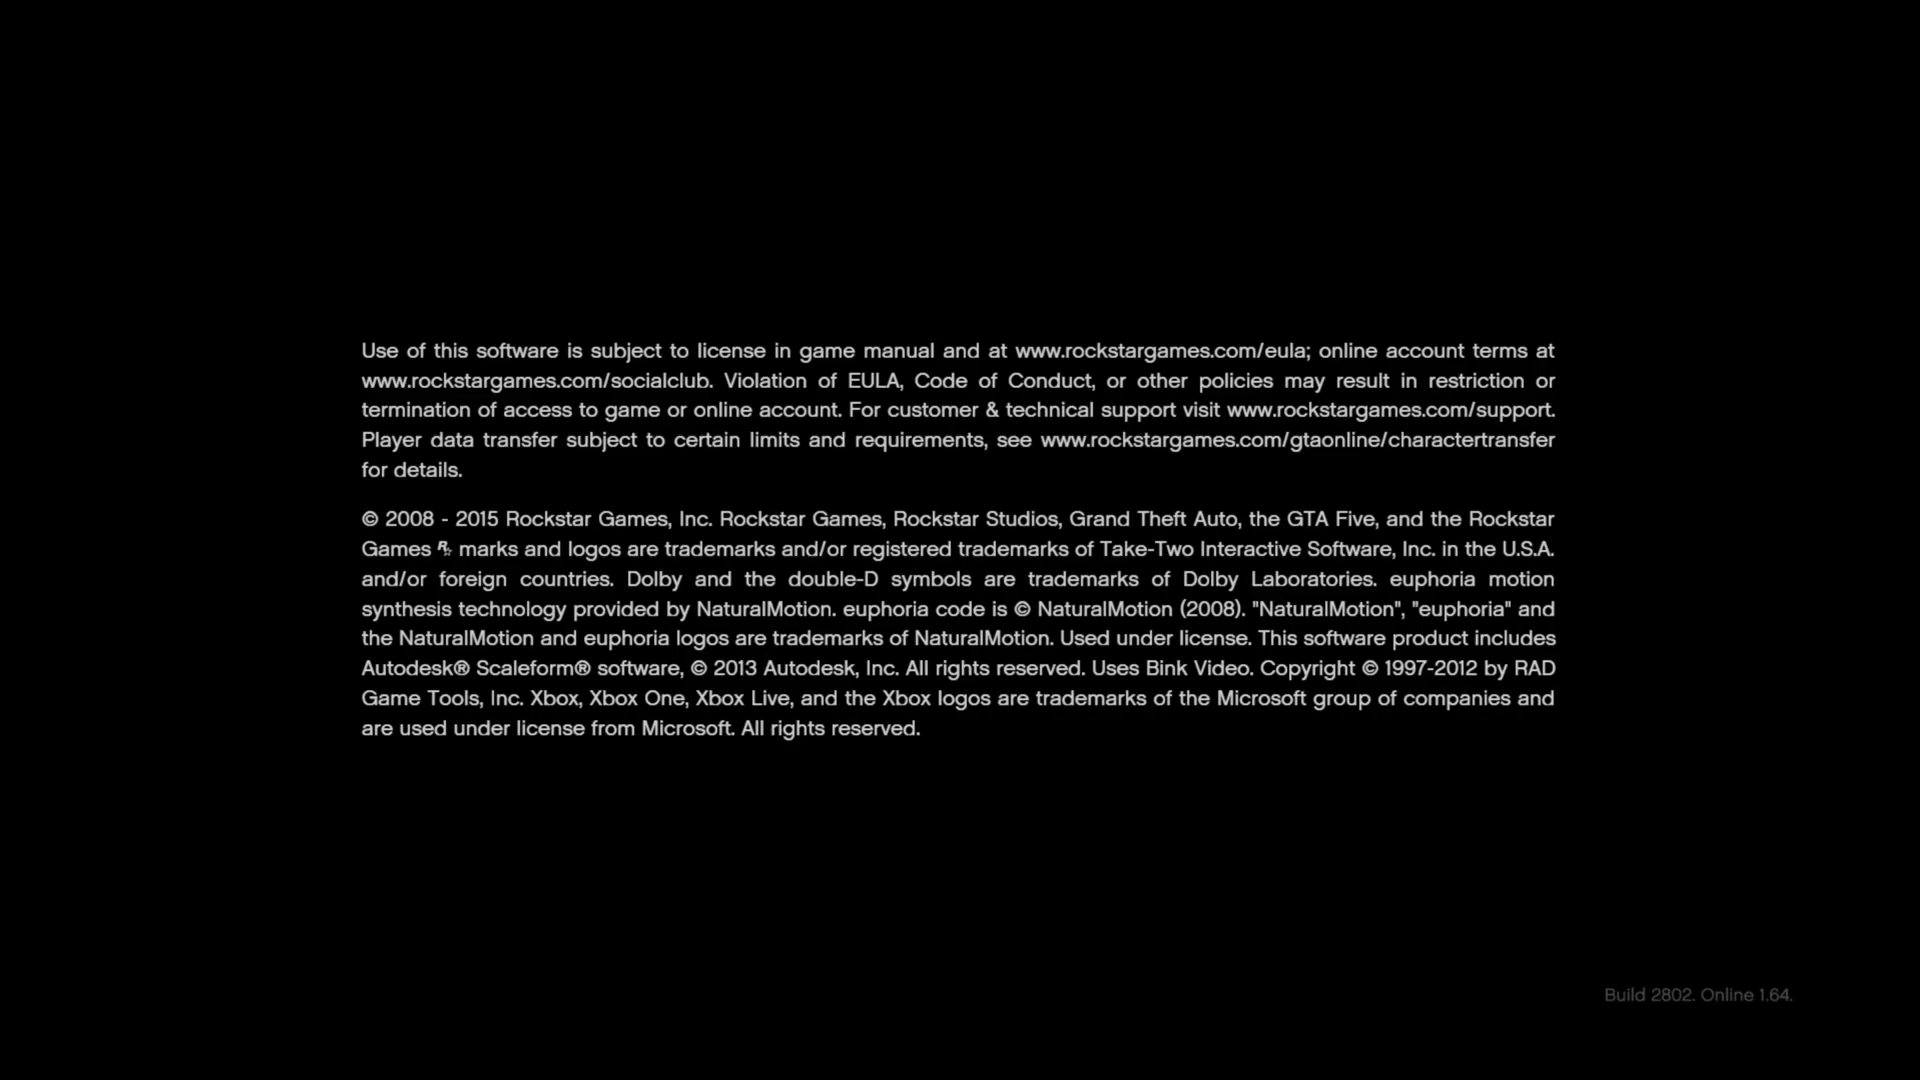 Use of this software is subject to license in game manual and at www.rockstargames.com/eula; online account terms at
www.rockstargames.com/socialclub. Violation of EULA, Code of Conduct, or other policies may result in restriction or
termination of access to game or online account. For customer & technical support visit www.rockstargames.com/support.
Player data transfer subject to certain limits and requirements, see www.rockstargames.com/gtaonline/charactertransfer
for details.
© 2008 - 2015 Rockstar Games, Inc. Rockstar Games, Rockstar Studios, Grand Theft Auto, the GTA Five, and the Rockstar
Games R* marks and logos are trademarks and/or registered trademarks of Take-Two Interactive Software, Inc. in the U.S.A.
and/or foreign countries. Dolby and the double-D symbols are trademarks of Dolby Laboratories. euphoria motion
synthesis technology provided by NaturalMotion. euphoria code is © NaturalMotion (2008). "NaturalMotion", "euphoria" and
the NaturalMotion and euphoria logos are trademarks of NaturalMotion. Used under license. This software product includes
Autodesk® Scaleform® software, © 2013 Autodesk, Inc. All rights reserved. Uses Bink Video. Copyright © 1997-2012 by RAD
Game Tools, Inc. Xbox, Xbox One, Xbox Live, and the Xbox logos are trademarks of the Microsoft group of companies and
are used under license from Microsoft. All rights reserved.
Build 2802. Online 1.64.